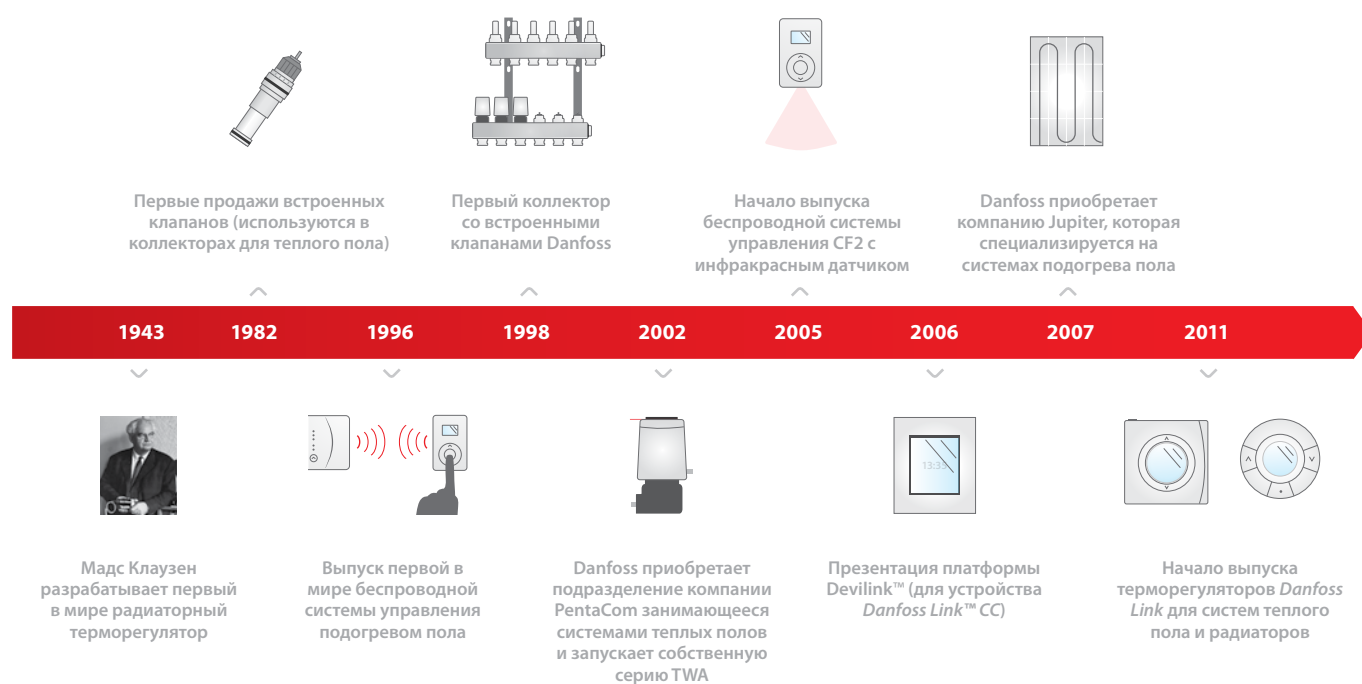 Первые продажи встроенных
клапанов (используются в
коллекторах для теплого пола)
Первый коллектор
со встроенными
клапанами Danfoss
Начало выпуска
беспроводной системы
управления CF2 с
инфракрасным датчиком
Danfoss приобретает
компанию Jupiter, которая
специализируется на
системах подогрева пола
1943 1982 1996 1998 2002 2005 2006 2007 2011
13:35
Мадс Клаузен
разрабатывает первый
в мире радиаторный
терморегулятор
Выпуск первой в
мире беспроводной
системы управления
подогревом пола
Danfoss приобретает
подразделение компании
PentaCom занимающееся
системами теплых полов
и запускает собственную
серию TWA
Презентация платформы
Devilink™ (для устройства
Danfoss Link™ CC)
Начало выпуска
терморегуляторов Danfoss
Link для систем теплого
пола и радиаторов